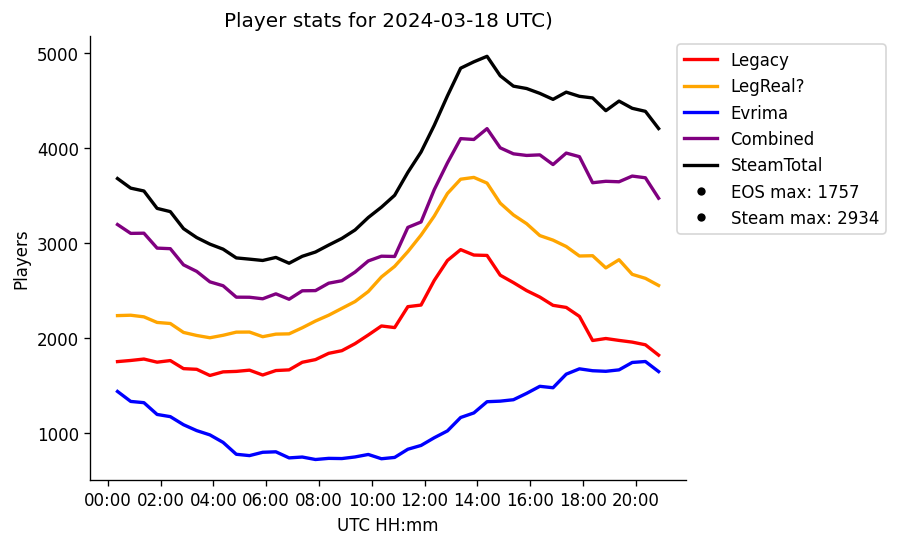 Player stats for 2024-03-18 UTC)
Players
5000
4000
3000
2000
1000
00:00 02:00 04:00 06:00 08:00 10:00 12:00 14:00 16:00 18:00 20:00
UTC HH:mm
Legacy
LegReal?
Evrima
Combined
SteamTotal
EOS max: 1757
Steam max: 2934